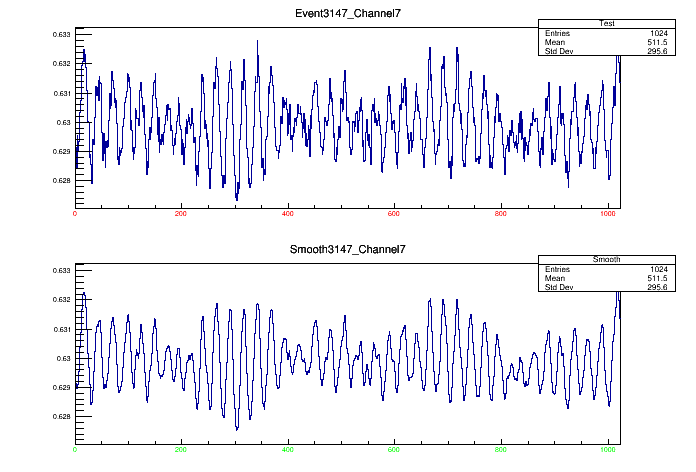 Event3147_Channel7
Test
Entries 1024
Mean 511.5
Std Dev 295.6
0.633
0.632
0.631
0.63
0.629
0.628
0 200 400 600 800 1000
Smooth3147_Channel7
Smooth
Entries 1024
Mean 511.5
Std Dev 295.6
0.633
0.632
0.631
0.63
0.629
0.628
0 200 400 600 800 1000